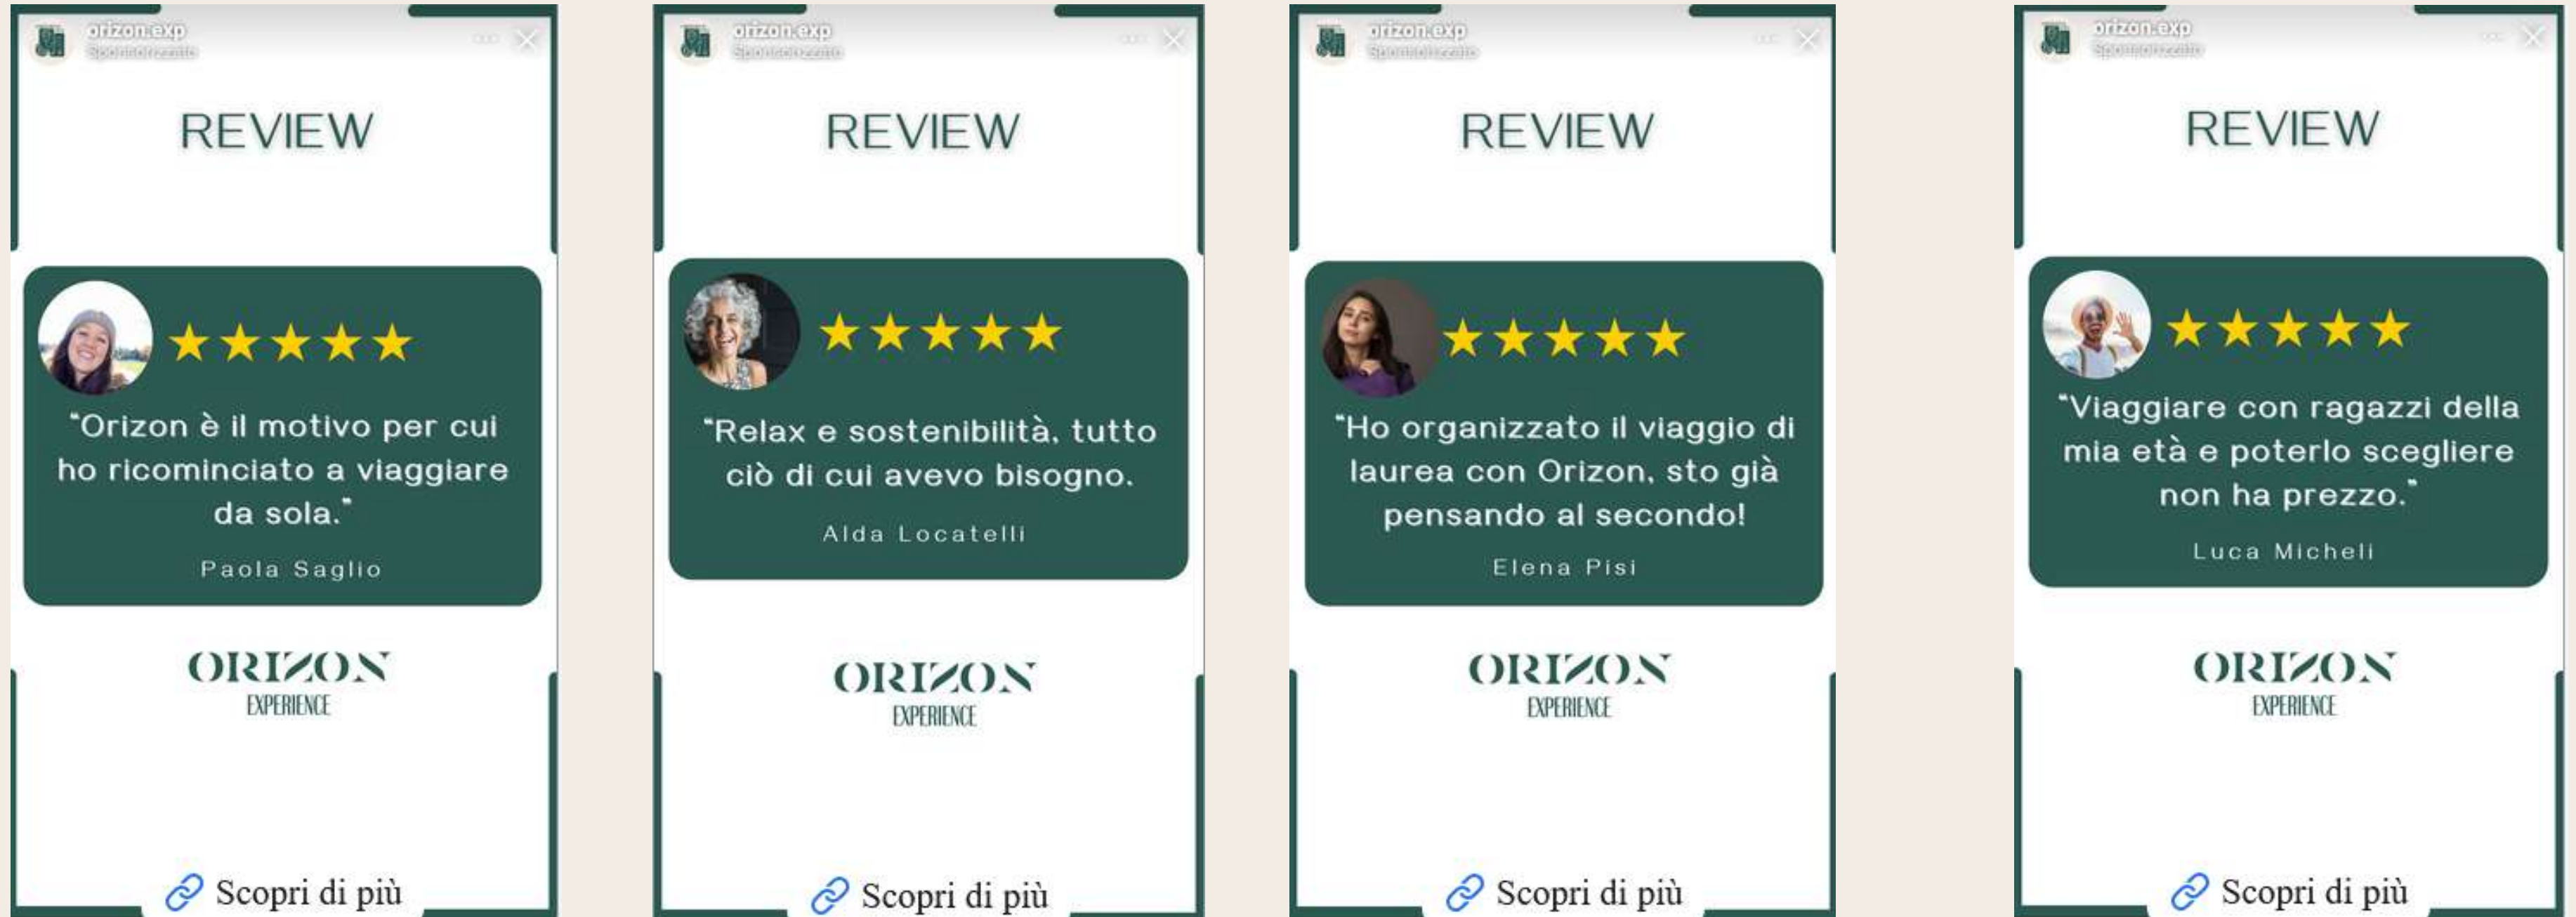 orizon.exp
Sponsorizzato
REVIEW
“Orizon è il motivo per cui
ho ricominciato a viaggiare
da sola.”
Paola Saglio
ORIZON
EXPERIENCE
Scopri di più
orizon.exp
Sponsorizzato
REVIEW
“Relax e sostenibilità, tutto
ciò di cui avevo bisogno.
Alda Locatelli
ORIZON
EXPERIENCE
Scopri di più
orizon.exp
Sponsorizzato
REVIEW
“Ho organizzato il viaggio di
laurea con Orizon, sto già
pensando al secondo!
Elena Pisi
ORIZON
EXPERIENCE
Scopri di più
orizon.exp
Sponsorizzato
REVIEW
“Viaggiare con ragazzi della
mia età e poterlo scegliere
non ha prezzo.”
Luca Micheli
ORIZON
EXPERIENCE
Scopri di più